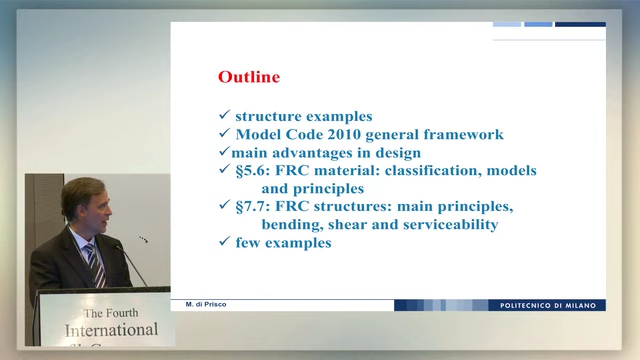 Outline
✓ structure examples
✓ Model Code 2010 general framework
✓main advantages in design
✓ §5.6: FRC material: classification, models
and principles
✓ §7.7: FRC structures: main principles,
bending, shear and serviceability
✓ few examples
M. di Prisco
POLITECNICO DI MILANO
The Fourth
International